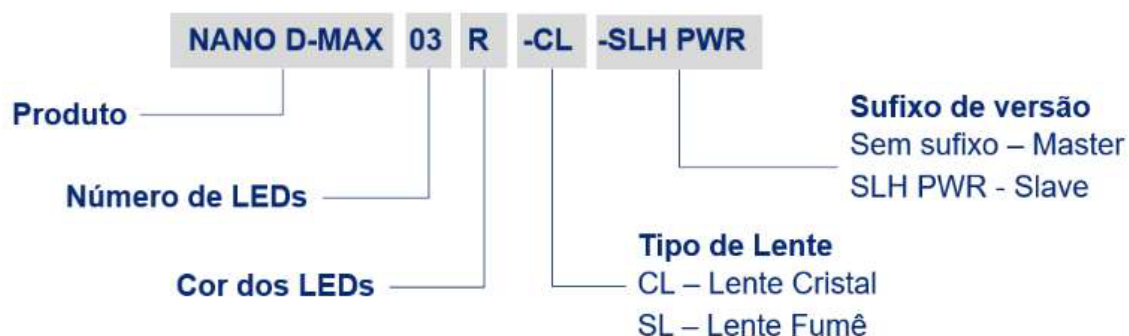 NANO D-MAX 03 R -CL -SLH PWR
Produto
Número de LEDs
Cor dos LEDs
Sufixo de versão
Sem sufixo – Master
SLH PWR - Slave
Tipo de Lente
CL – Lente Cristal
SL – Lente Fumê